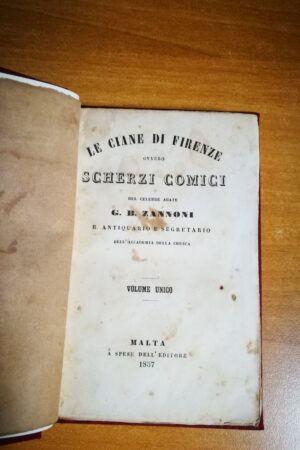 LE CIANE DI FIRENZE
OVVERO
SCHERZI COMICI
DEL CELEBRE ABATE
G. B. ZANNONI
R. ANTIQUARIO E SEGRETARIO
DELL'ACCADEMIA DELLA CRUSCA
VOLUME UNICO
MALTA
A SPESE DELL'EDITORE
1857